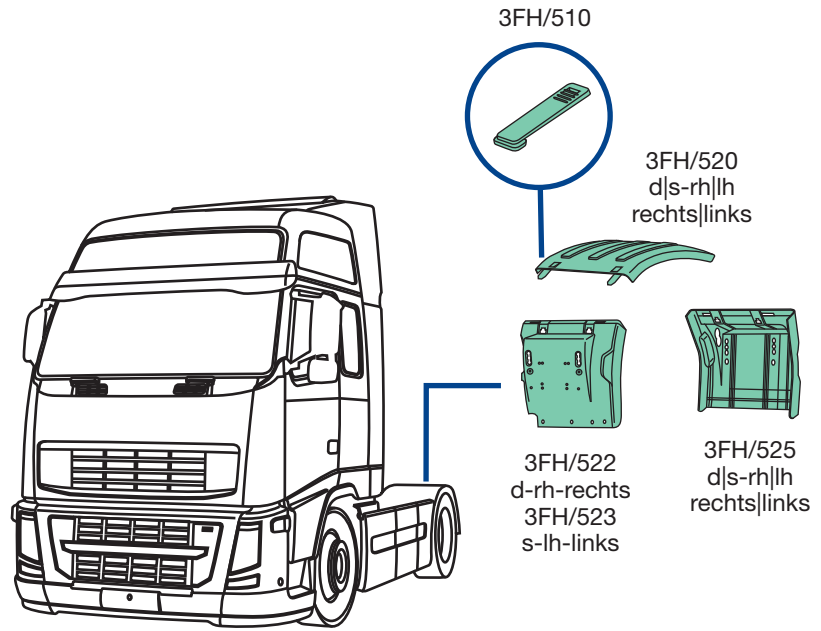 3FH/510
3FH/520
d|s-rh|lh
rechts|links
3FH/522
d-rh-rechts
3FH/523
s-lh-links
3FH/525
d|s-rh|lh
rechts|links